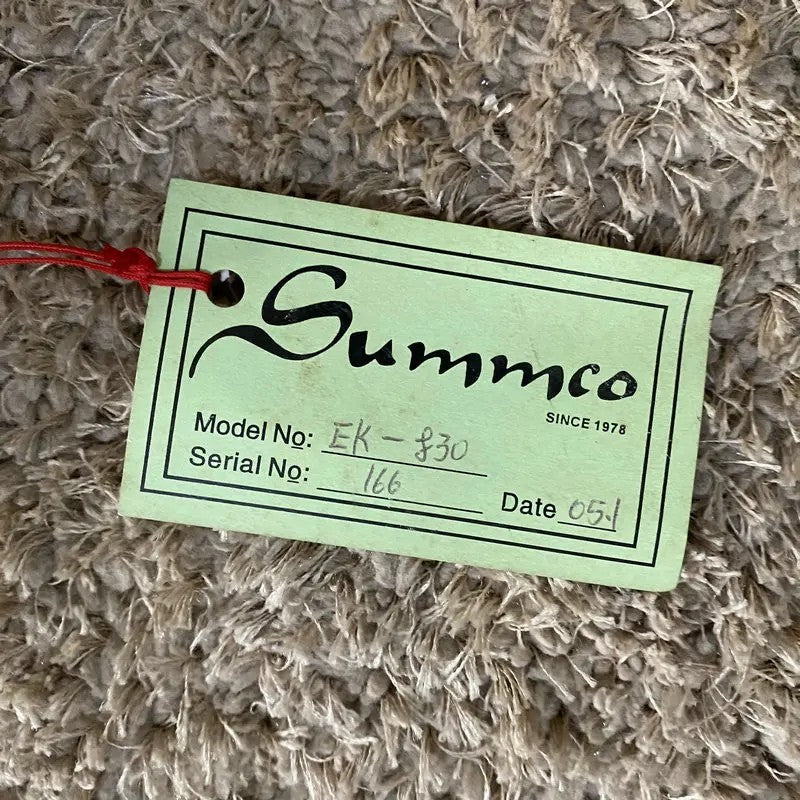 Summco
SINCE 1978
Model No: EK - 830
Serial No: 166
Date 05.1